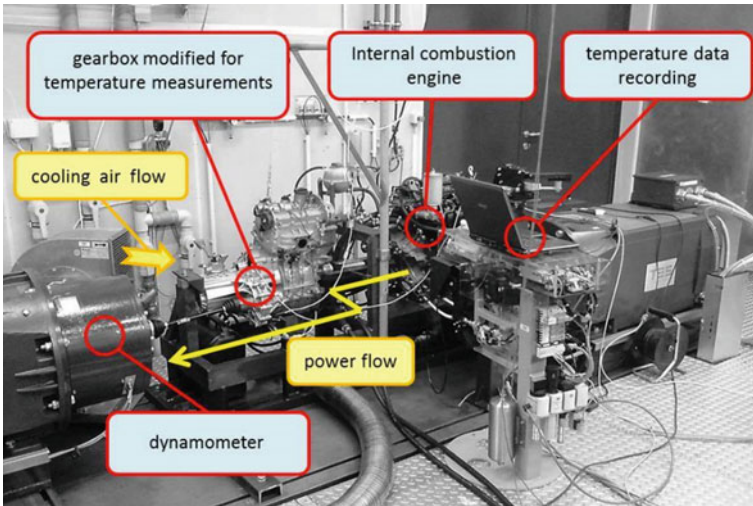 gearbox modified for
temperature measurements
Internal combustion
engine
temperature data
recording
cooling air flow
power flow
dynamometer